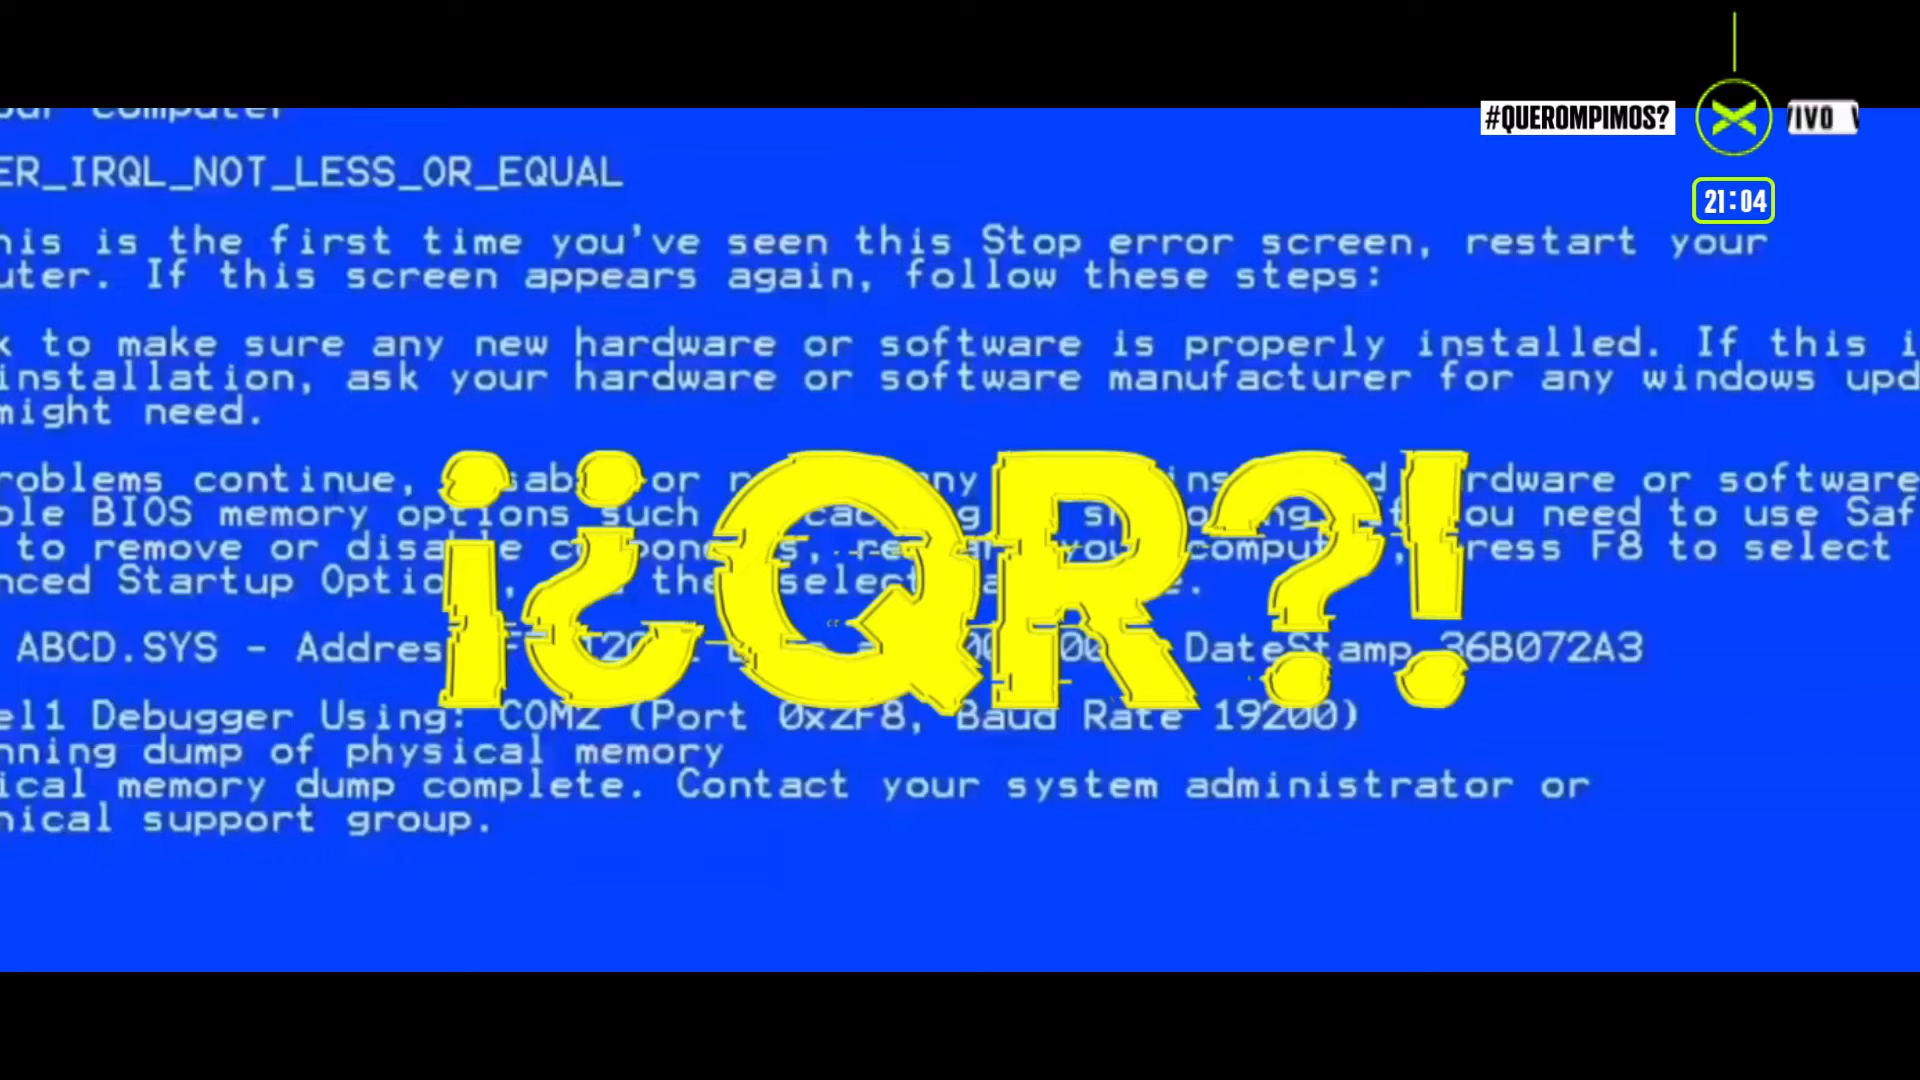 #QUEROMPIMOS?
VIVO
21:04
computer
ER_IRQL_NOT_LESS_OR_EQUAL
his is the first time you've seen this Stop error screen, restart your
uter. If this screen appears again, follow these steps:
k to make sure any new hardware or software is properly installed. If this i
installation, ask your hardware or software manufacturer for any windows upd
might need.
roblems continue, or rdware or software
ble BIOS memory options such ou need to use Saf
to remove or ress F8 to select
nced Startup select
ABCD.SYS - DateStamp 36B072A3
¡¿QR?!
el1 Debugger Using: COM2 (Port 0x2F8, Baud Rate 19200)
nning dump of physical memory
ical memory dump complete. Contact your system administrator or
nical support group.